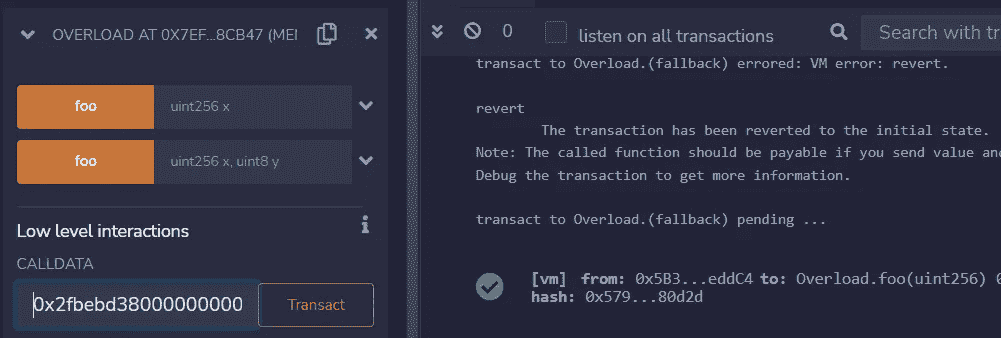 OVERLOAD AT 0X7EF...8CB47 (MEI
foo uint256 x
foo uint256 x, uint8 y
Low level interactions
CALLDATA
0x2fbebd38000000000
Transact
0 listen on all transactions Search with tr
transact to Overload.(fallback) errored: VM error: revert.
revert
The transaction has been reverted to the initial state.
Note: The called function should be payable if you send value and
Debug the transaction to get more information.
transact to Overload.(fallback) pending ...
[vm] from: 0x5B3...eddC4 to: Overload.foo(uint256) 0
hash: 0x579...80d2d